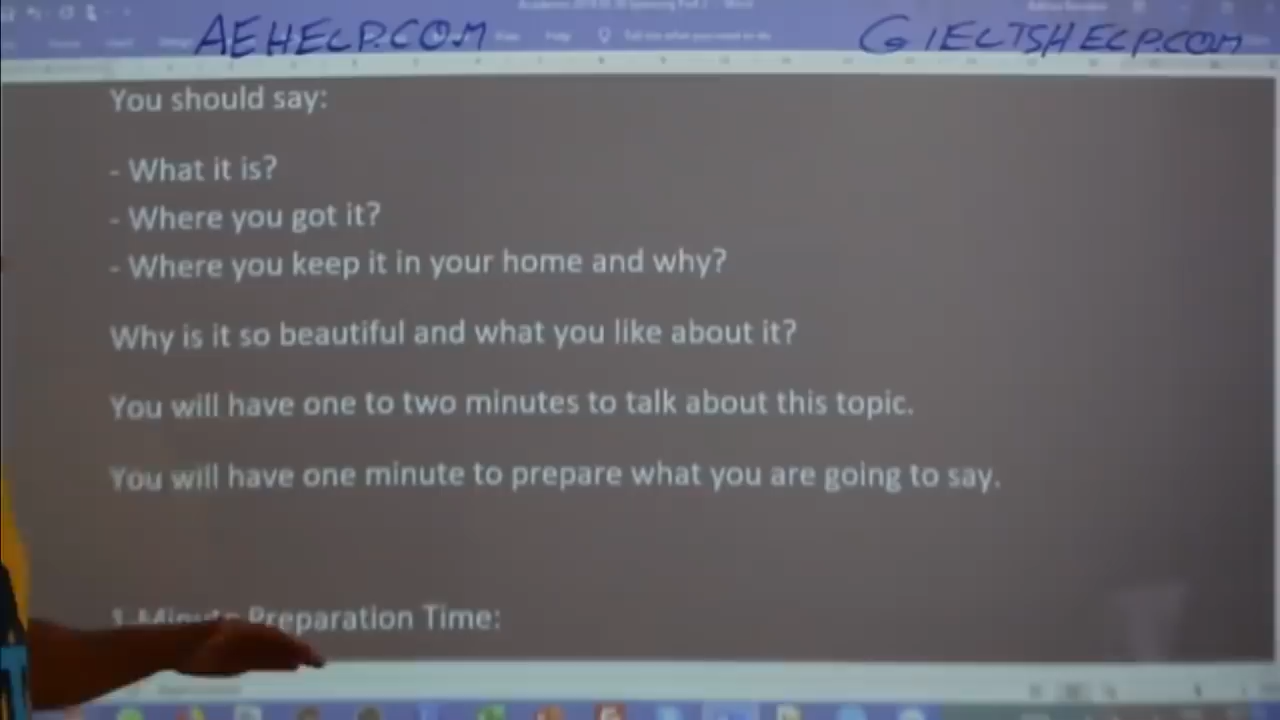 AEHELP.COM
GIELTSHELP.COM
You should say:
- What it is?
- Where you got it?
- Where you keep it in your home and why?
Why is it so beautiful and what you like about it?
You will have one to two minutes to talk about this topic.
You will have one minute to prepare what you are going to say.
1 Minute Preparation Time: